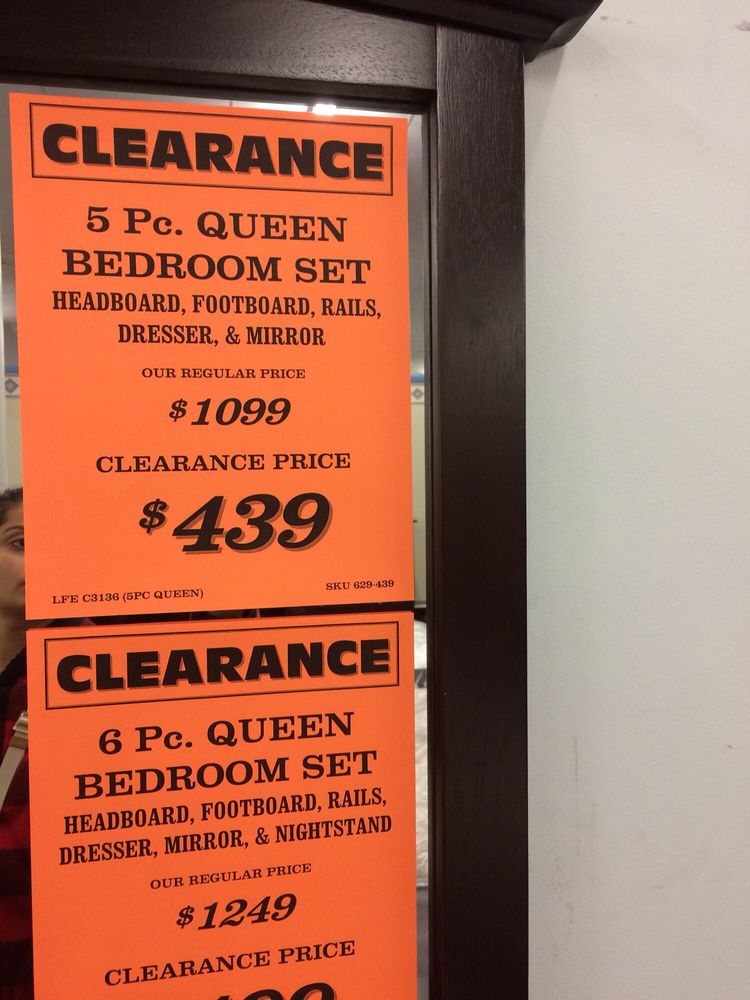 CLEARANCE
5 Pc. QUEEN
BEDROOM SET
HEADBOARD, FOOTBOARD, RAILS,
DRESSER, & MIRROR
OUR REGULAR PRICE
$1099
CLEARANCE PRICE
$439
LFE C3136 (5PC QUEEN) SKU 629-439
CLEARANCE
6 Pc. QUEEN
BEDROOM SET
HEADBOARD, FOOTBOARD, RAILS,
DRESSER, MIRROR, & NIGHTSTAND
OUR REGULAR PRICE
$1249
CLEARANCE PRICE